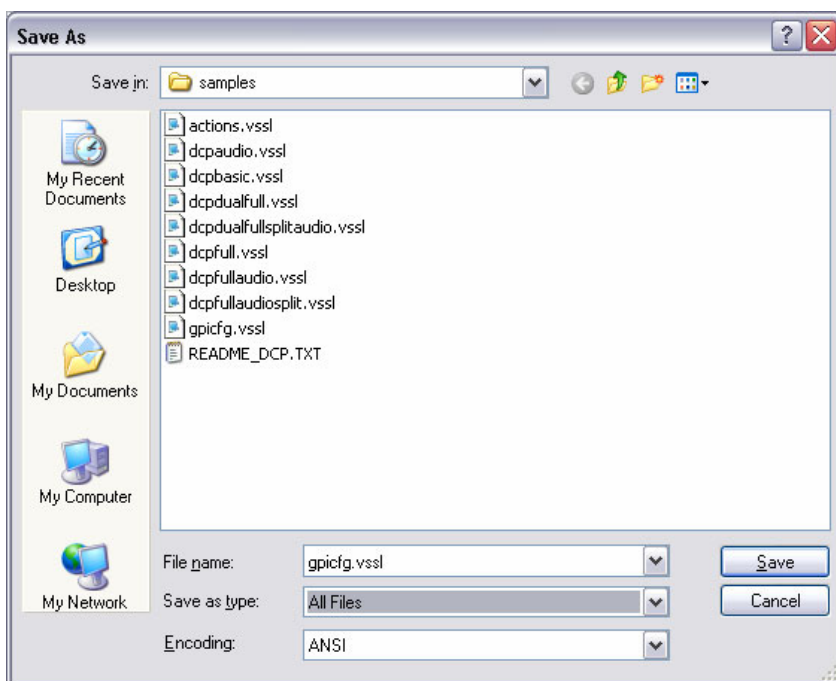 Save As
Save in:
samples
My Recent
Documents
Desktop
My Documents
My Computer
My Network
actions.vssl
dcpaudio.vssl
dcpbasic.vssl
dcpdualfull.vssl
dcpdualfullsplitaudio.vssl
dcpfull.vssl
dcpfullaudio.vssl
dcpfullaudiosplit.vssl
gpicfg.vssl
README_DCP.TXT
File name:
gpicfg.vssl
Save
Save as type:
All Files
Cancel
Encoding:
ANSI